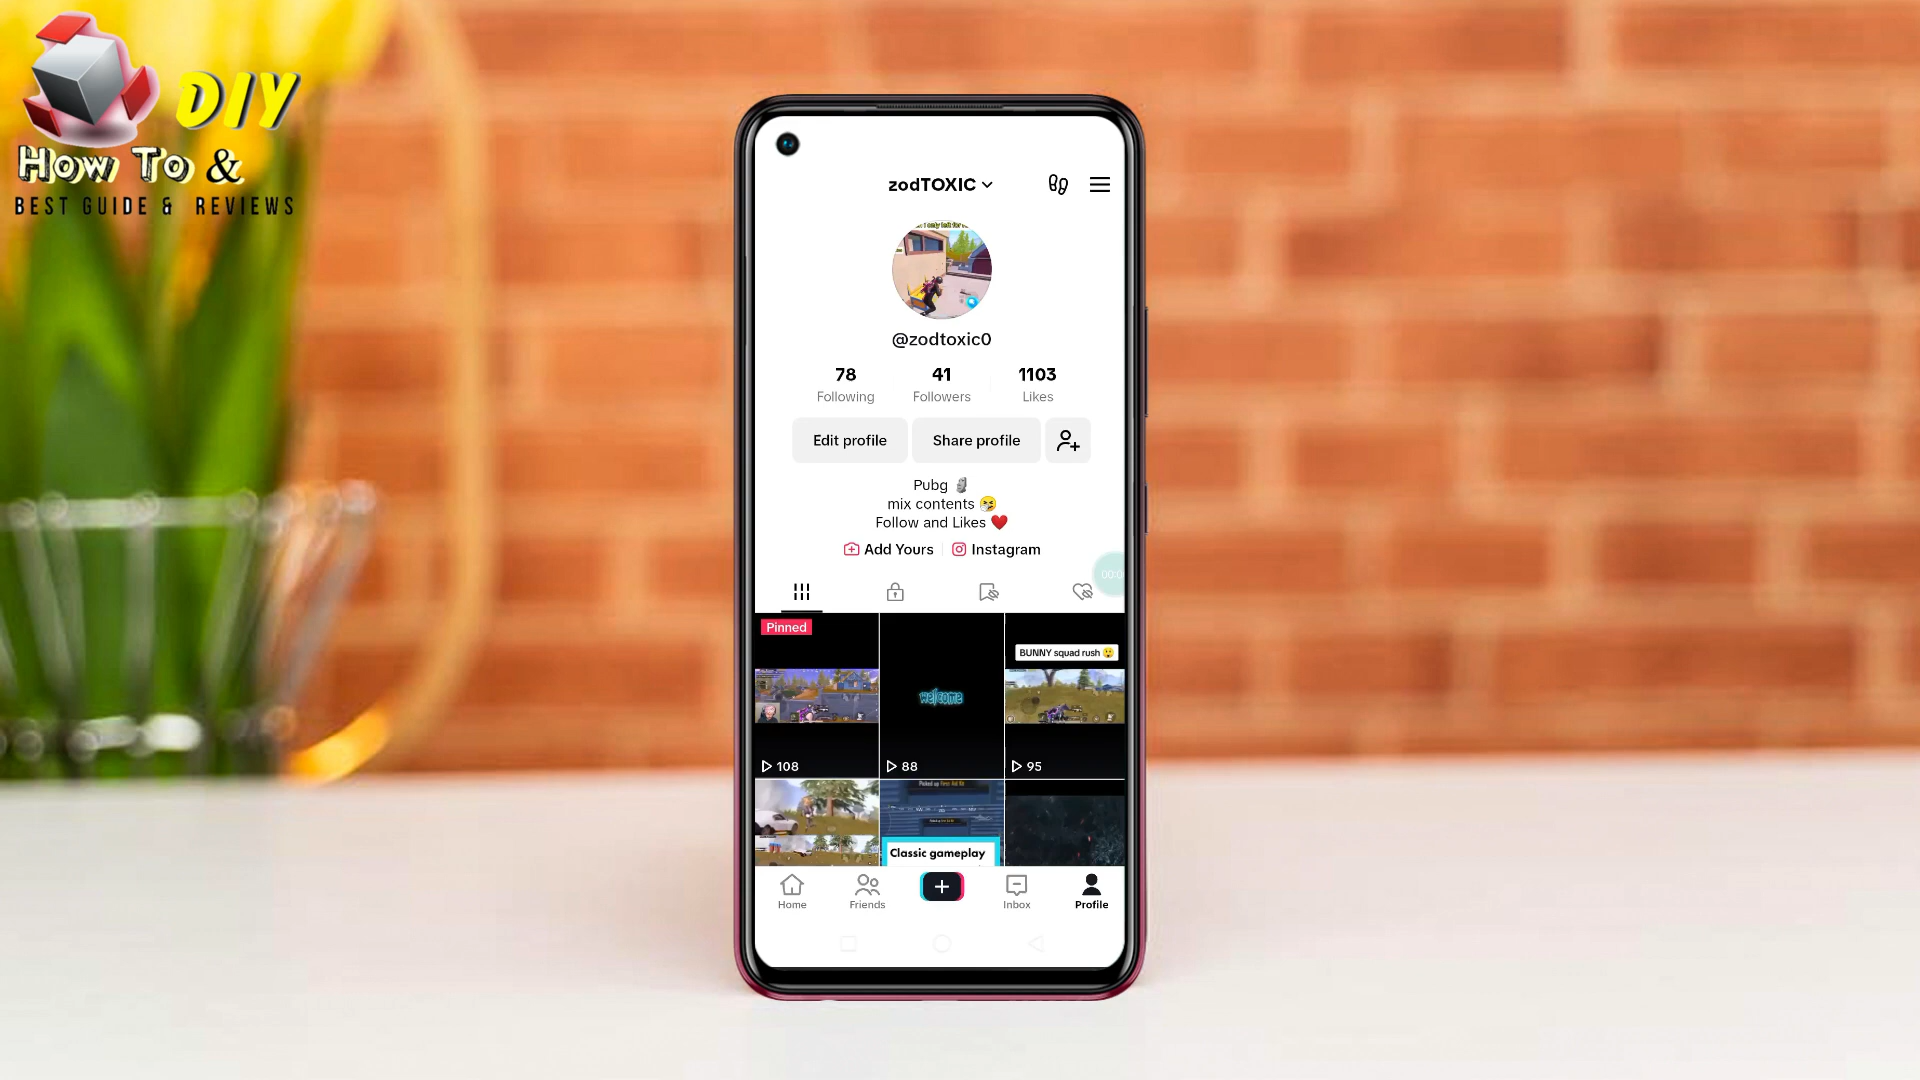 DIY
How To &
BEST GUIDE & REVIEWS
zodTOXIC
@zodtoxic0
78
41
1103
Following
Followers
Likes
Edit profile
Share profile
Pubg
mix contents
Follow and Likes
Add Yours
Instagram
Pinned
BUNNY squad rush
welcome
108
88
95
Classic gameplay
Home
Friends
Inbox
Profile